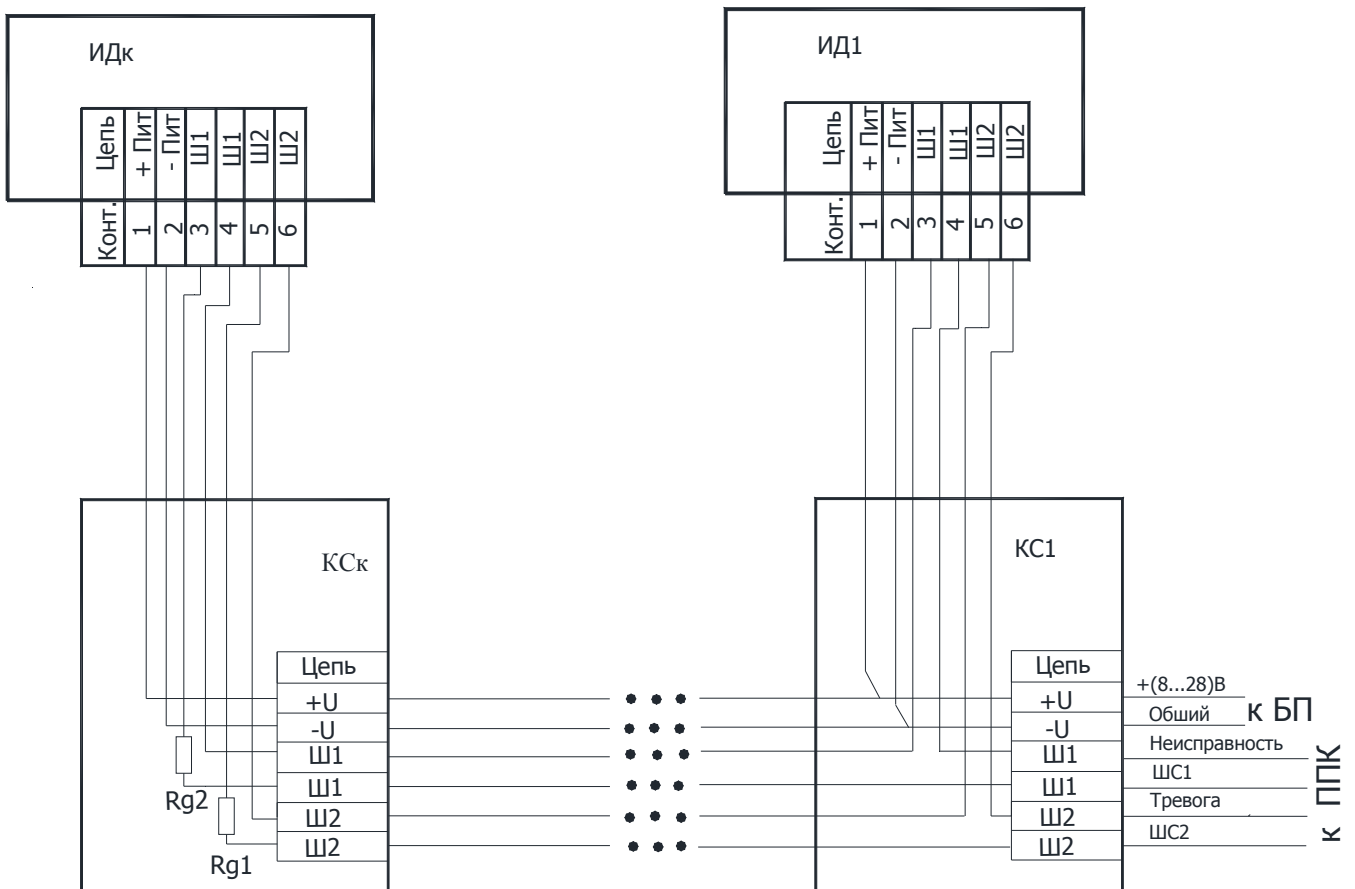 ИДк
Цепь
+ Пит
- Пит
Ш1
Ш1
Ш2
Ш2
Конт.
1
2
3
4
5
6
ИД1
Цепь
+ Пит
- Пит
Ш1
Ш1
Ш2
Ш2
Конт.
1
2
3
4
5
6
КСк
Цепь
+U
-U
Ш1
Ш1
Ш2
Ш2
Rg2
Rg1
КС1
Цепь
+U
-U
Ш1
Ш1
Ш2
Ш2
+(8...28)В
Обший
к БП
Неисправность
ШС1
Тревога
ШС2
к ППК